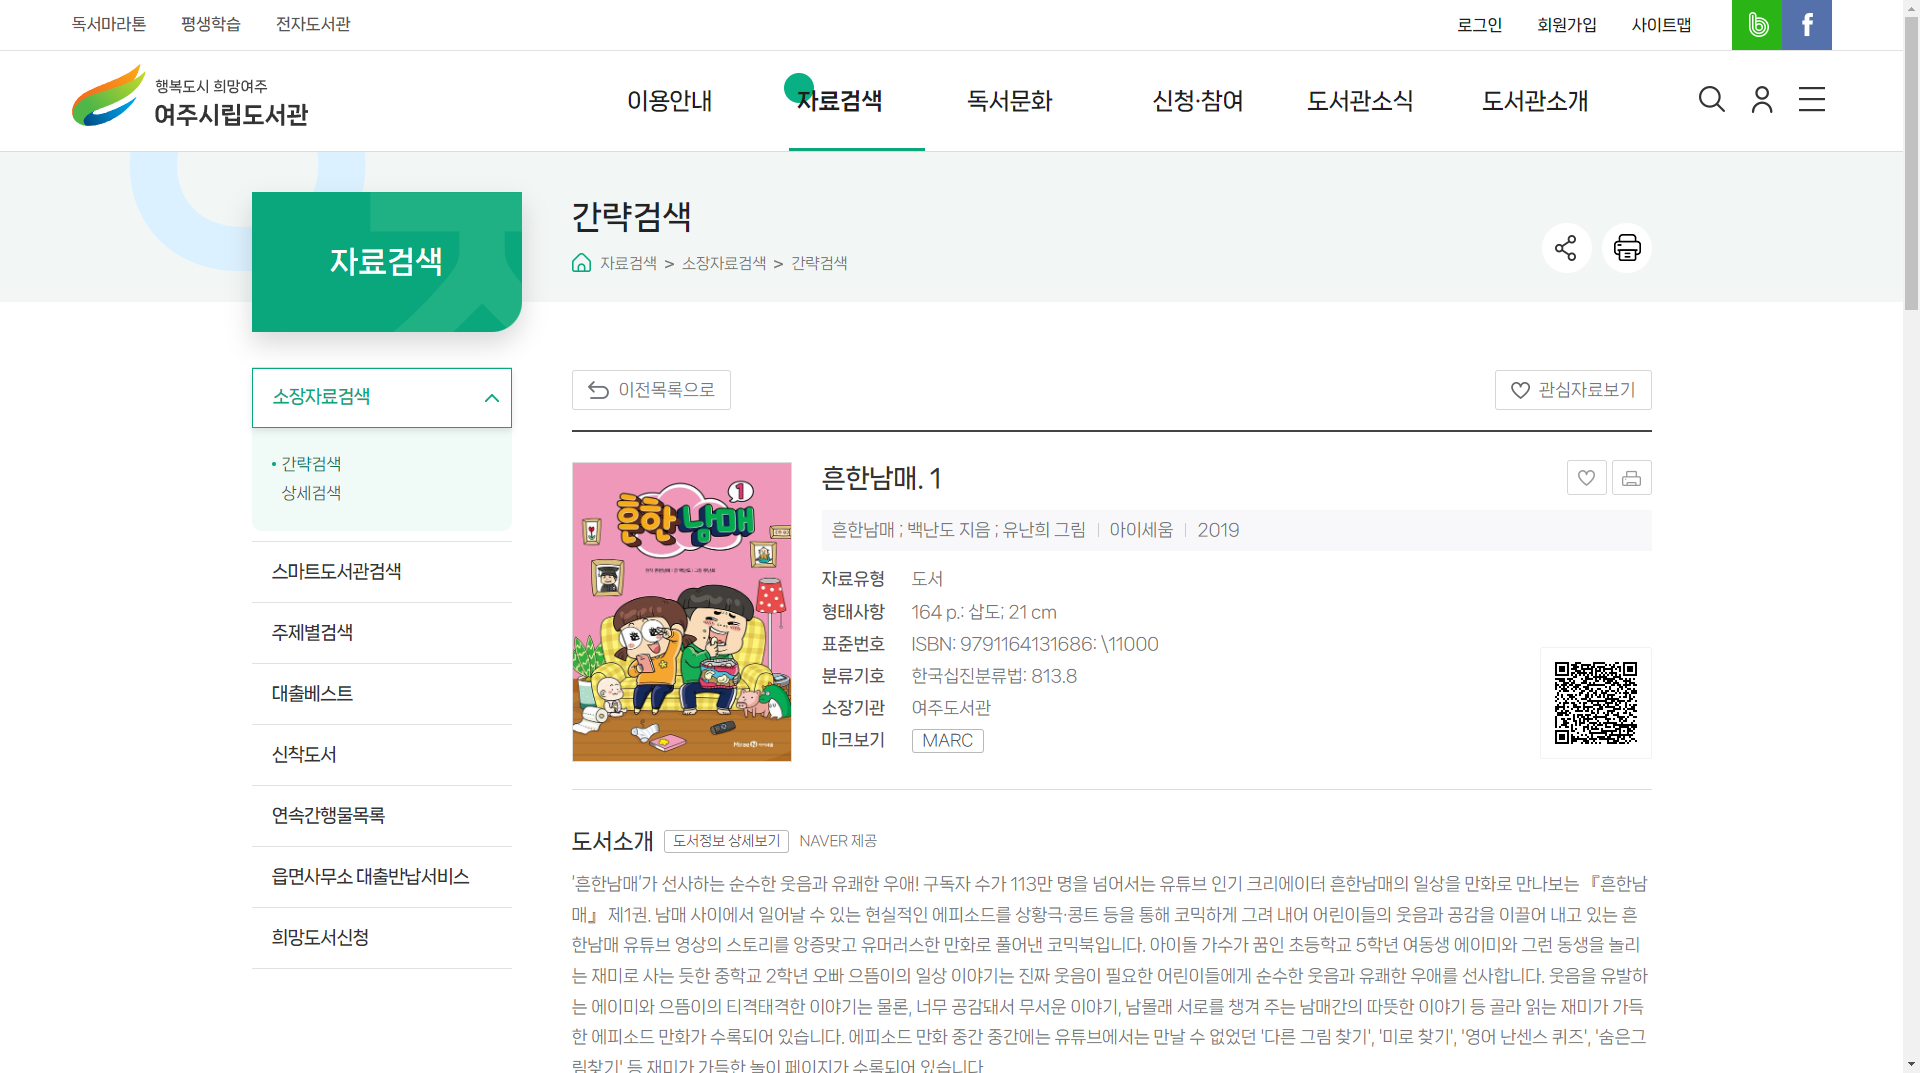 독서마라톤 평생학습 전자도서관
로그인 회원가입 사이트맵
행복도시 희망여주
여주시립도서관
이용안내 자료검색 독서문화 신청·참여 도서관소식 도서관소개
자료검색
간략검색
자료검색 > 소장자료검색 > 간략검색
소장자료검색
간략검색
상세검색
스마트도서관검색
주제별검색
대출베스트
신착도서
연속간행물목록
읍면사무소 대출반납서비스
희망도서신청
이전목록으로
관심자료보기
흔한남매
1
흔한남매. 1
흔한남매 ; 백난도 지음 ; 유난희 그림 아이세움 2019
자료유형 도서
형태사항 164 p.: 삽도; 21 cm
표준번호 ISBN: 9791164131686: \11000
분류기호 한국십진분류법: 813.8
소장기관 여주도서관
마크보기 MARC
도서소개 도서정보 상세보기 NAVER 제공
'흔한남매'가 선사하는 순수한 웃음과 유쾌한 우애! 구독자 수가 113만 명을 넘어서는 유튜브 인기 크리에이터 흔한남매의 일상을 만화로 만나보는 『흔한남
매』 제1권. 남매 사이에서 일어날 수 있는 현실적인 에피소드를 상황극·콩트 등을 통해 코믹하게 그려 내어 어린이들의 웃음과 공감을 이끌어 내고 있는 흔
한남매 유튜브 영상의 스토리를 앙증맞고 유머러스한 만화로 풀어낸 코믹북입니다. 아이돌 가수가 꿈인 초등학교 5학년 여동생 에이미와 그런 동생을 놀리
는 재미로 사는 듯한 중학교 2학년 오빠 으뜸이의 일상 이야기는 진짜 웃음이 필요한 어린이들에게 순수한 웃음과 유쾌한 우애를 선사합니다. 웃음을 유발하
는 에이미와 으뜸이의 티격태격한 이야기는 물론, 너무 공감돼서 무서운 이야기, 남몰래 서로를 챙겨 주는 남매간의 따뜻한 이야기 등 골라 읽는 재미가 가득
한 에피소드 만화가 수록되어 있습니다. 에피소드 만화 중간 중간에는 유튜브에서는 만날 수 없었던 '다른 그림 찾기', '미로 찾기', '영어 난센스 퀴즈', '숨은그
림찾기' 등 재미가 가득한 놀이 페이지가 수록되어 있습니다